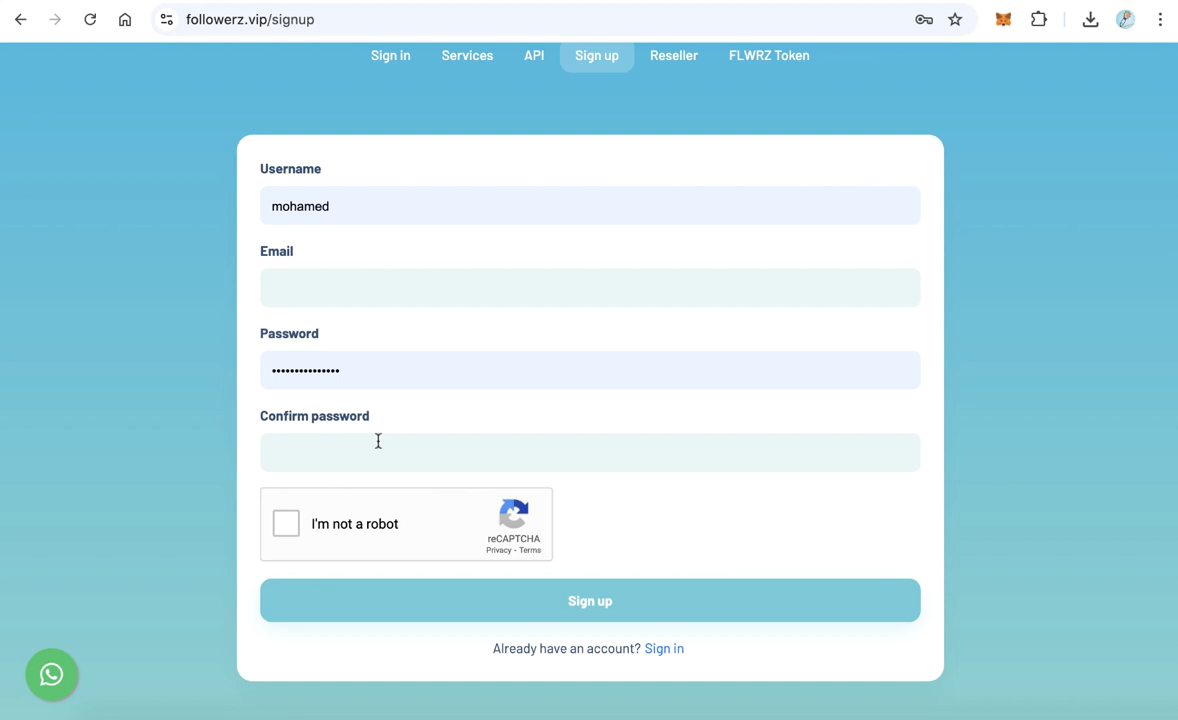 followerz.vip/signup
Sign in Services API Sign up Reseller FLWRZ Token
Username
mohamed
Email
Password
•••••••••••••••
Confirm password
I'm not a robot
reCAPTCHA
Privacy - Terms
Sign up
Already have an account? Sign in